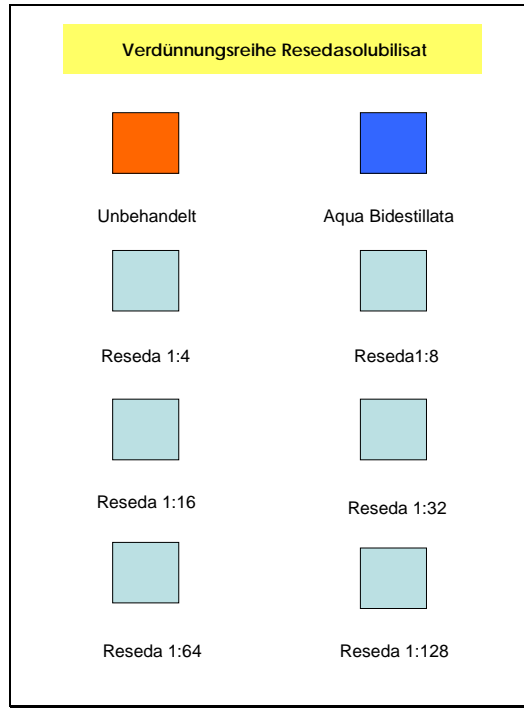 Verdünnungsreihe Resedasolubilisat
Unbehandelt
Aqua Bidestillata
Reseda 1:4
Reseda1:8
Reseda 1:16
Reseda 1:32
Reseda 1:64
Reseda 1:128